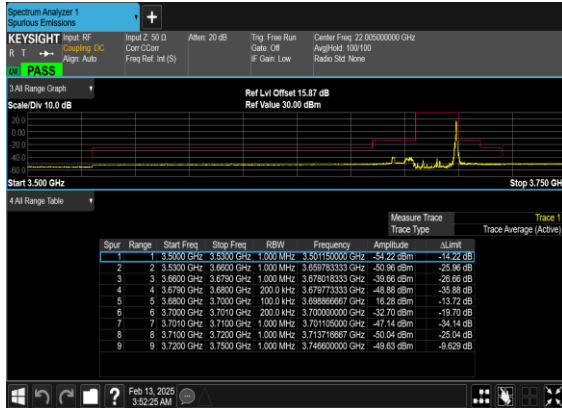 Spectrum Analyzer 1
Spurious Emissions
+
KEYSIGHT Input: RF Input Z: 50 Ω Atten: 20 dB Trig: Free Run Center Freq: 22.005000000 GHz
R T Coupling: DC Corr CCorr Gate: Off Avg|Hold: 100/100
Align: Auto Freq Ref: Int (S) IF Gain: Low Radio Std: None
PASS
3 All Range Graph Ref Lvl Offset 15.87 dB
Scale/Div 10.0 dB Ref Value 30.00 dBm
20.0
0.00
-20.0
-40.0
-60.0
Start 3.500 GHz Stop 3.750 GH
4 All Range Table
Measure Trace Trace 1
Trace Type Trace Average (Active)
Spur Range Start Freq Stop Freq RBW Frequency Amplitude ΔLimit
1 1 3.5000 GHz 3.5300 GHz 1.000 MHz 3.501150000 GHz -54.22 dBm -14.22 dB
2 2 3.5300 GHz 3.6600 GHz 1.000 MHz 3.659783333 GHz -50.96 dBm -25.96 dB
3 3 3.6600 GHz 3.6790 GHz 1.000 MHz 3.678018333 GHz -39.66 dBm -26.66 dB
4 4 3.6790 GHz 3.6800 GHz 200.0 kHz 3.679773333 GHz -48.88 dBm -35.88 dB
5 5 3.6800 GHz 3.7000 GHz 100.0 kHz 3.698866667 GHz 16.28 dBm -13.72 dB
6 6 3.7000 GHz 3.7010 GHz 200.0 kHz 3.700000000 GHz -32.70 dBm -19.70 dB
7 7 3.7010 GHz 3.7100 GHz 1.000 MHz 3.701105000 GHz -47.14 dBm -34.14 dB
8 8 3.7100 GHz 3.7200 GHz 1.000 MHz 3.713716667 GHz -50.04 dBm -25.04 dB
9 9 3.7200 GHz 3.7500 GHz 1.000 MHz 3.746600000 GHz -49.63 dBm -9.629 dB
? Feb 13, 2025
3:52:25 AM